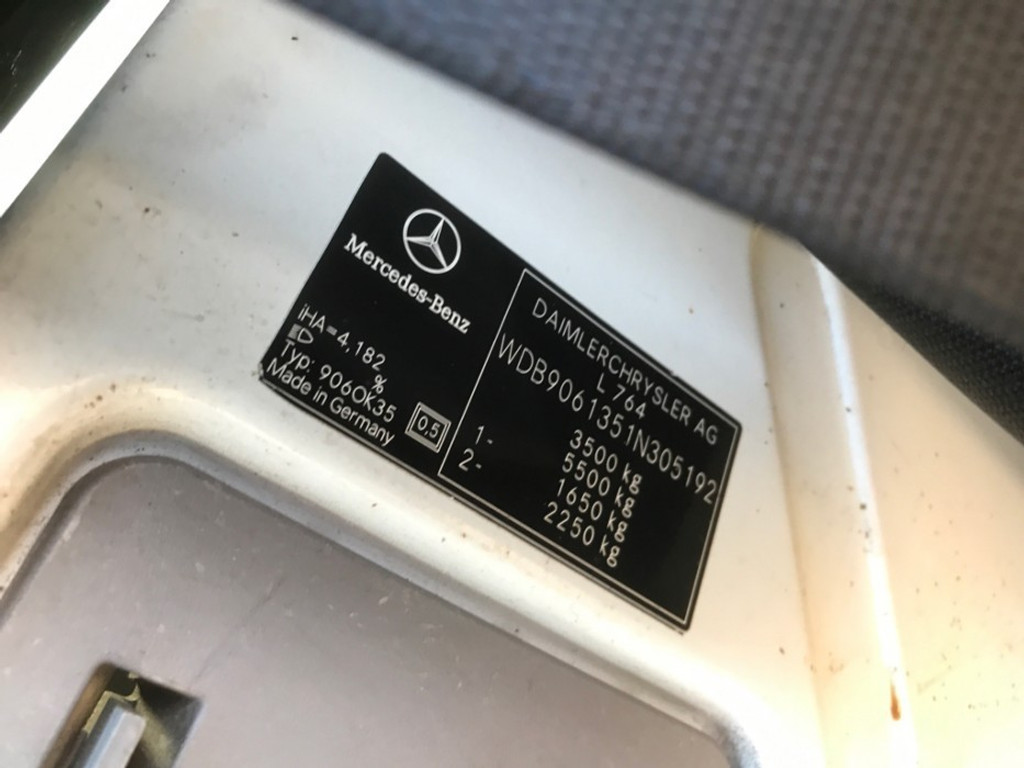 Mercedes-Benz
iHA=4,182
%
Typ: 906OK35
Made in Germany
0.5
DAIMLERCHRYSLER AG
L 764
WDB9061351N305192
3500 kg
5500 kg
1- 1650 kg
2- 2250 kg